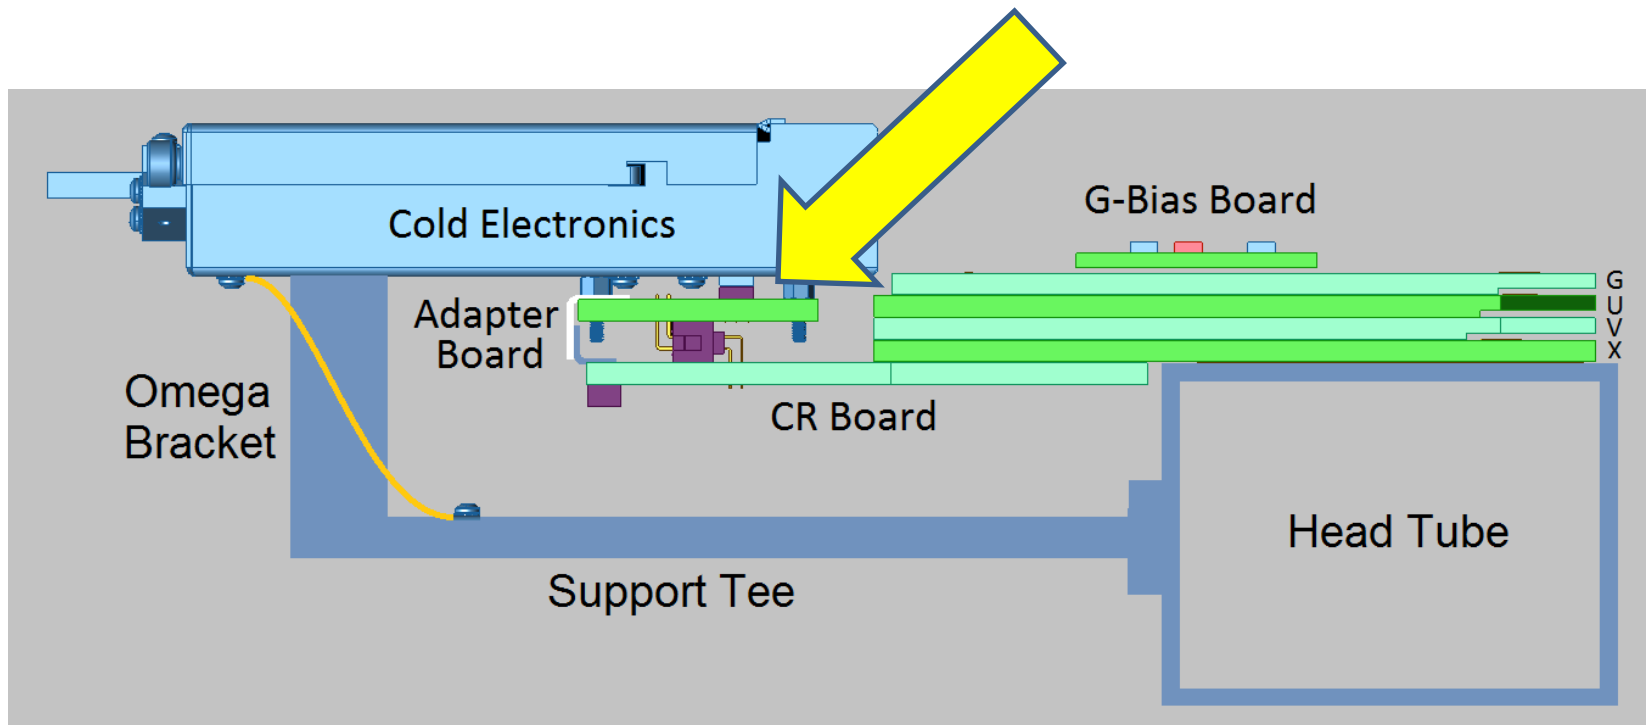 Cold Electronics
G-Bias Board
G
U
V
X
Adapter
Board
Omega
Bracket
CR Board
Head Tube
Support Tee